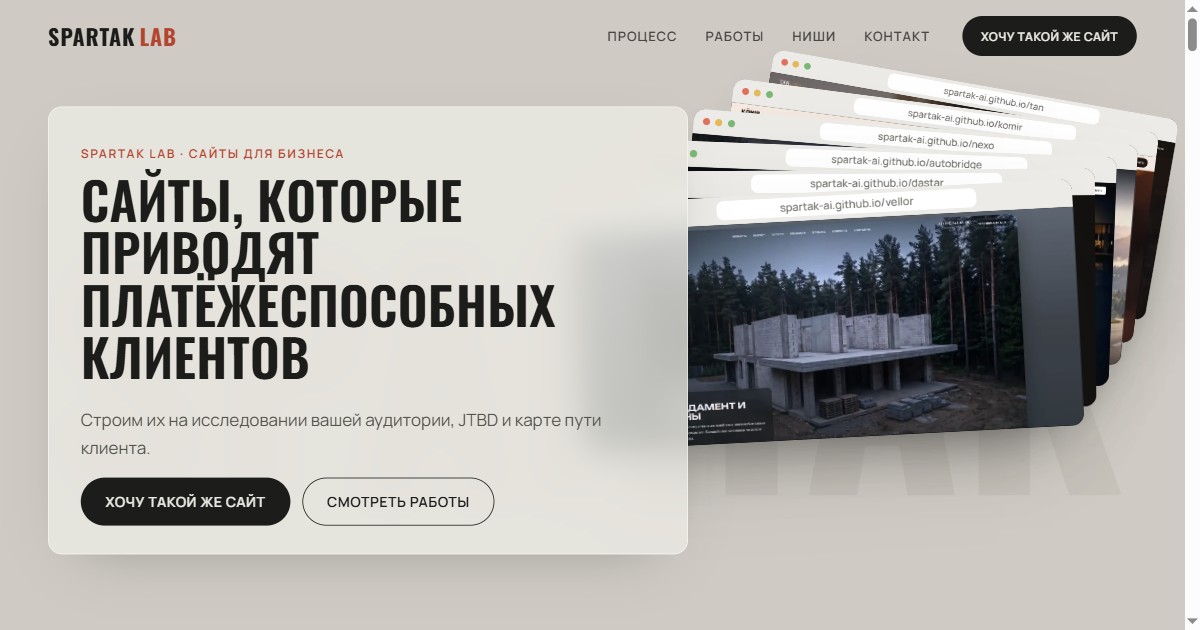 SPARTAK LAB
ПРОЦЕСС РАБОТЫ НИШИ КОНТАКТ ХОЧУ ТАКОЙ ЖЕ САЙТ
spartak-ai.github.io/tan
spartak-ai.github.io/komir
spartak-ai.github.io/nexo
spartak-ai.github.io/autobridge
spartak-ai.github.io/dastar
spartak-ai.github.io/vellor
SPARTAK LAB · САЙТЫ ДЛЯ БИЗНЕСА
САЙТЫ, КОТОРЫЕ
ПРИВОДЯТ
ПЛАТЁЖЕСПОСОБНЫХ
КЛИЕНТОВ
Строим их на исследовании вашей аудитории, JTBD и карте пути
клиента.
ХОЧУ ТАКОЙ ЖЕ САЙТ СМОТРЕТЬ РАБОТЫ